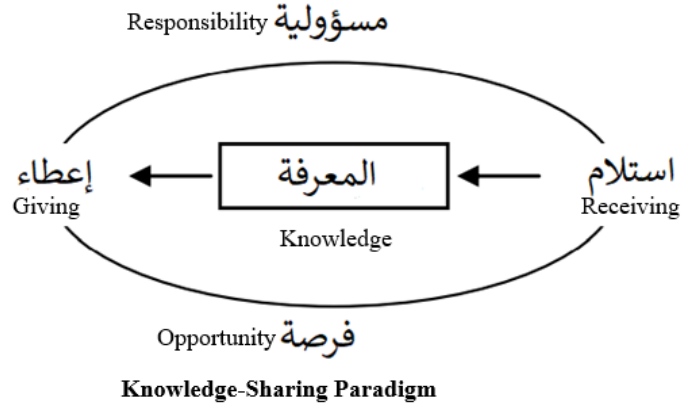 Responsibility مسؤولية
إعطاء
Giving
المعرفة
Knowledge
استلام
Receiving
Opportunity فرصة
Knowledge-Sharing Paradigm